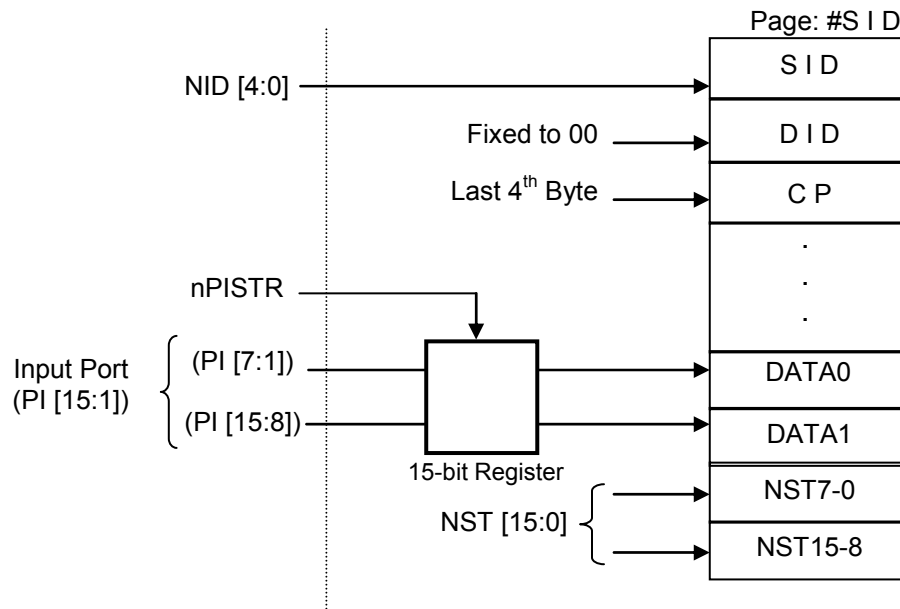 Page: #S I D
S I D
NID [4:0]
Fixed to 00
D I D
Last 4th Byte
C P
.
.
.
nPISTR
Input Port
(PI [15:1])
(PI [7:1])
DATA0
(PI [15:8])
DATA1
15-bit Register
NST [15:0]
NST7-0
NST15-8